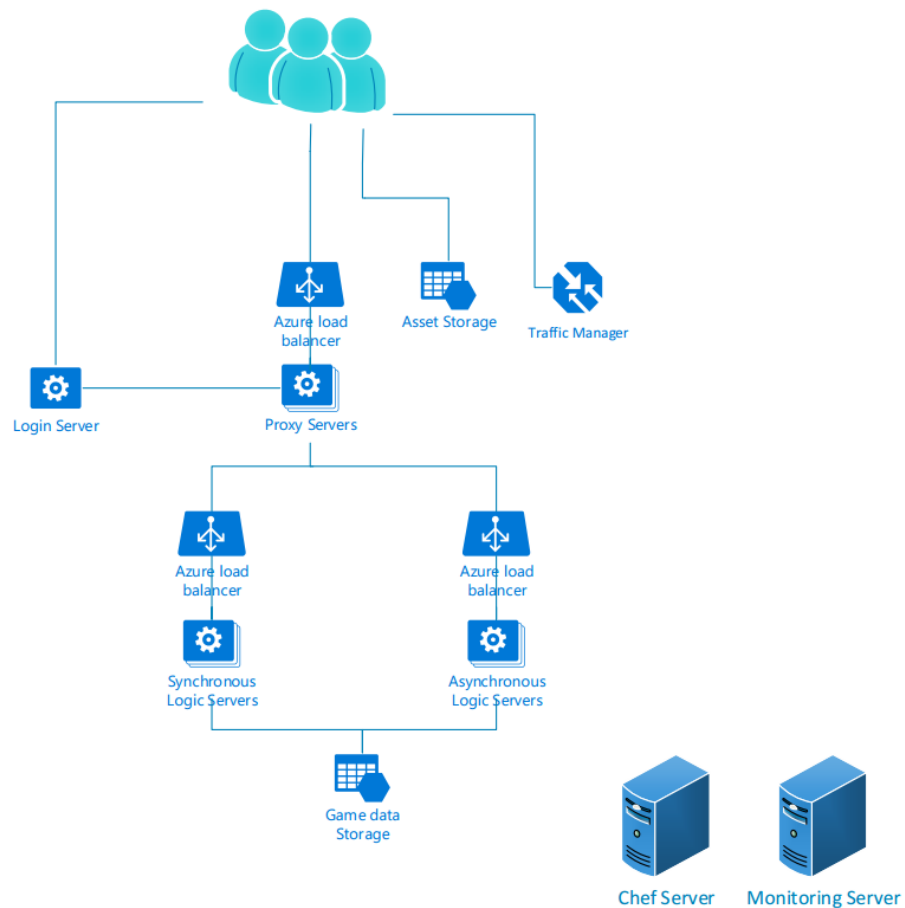 Azure load
balancer
Asset Storage
Traffic Manager
Login Server
Proxy Servers
Azure load
balancer
Azure load
balancer
Synchronous
Logic Servers
Asynchronous
Logic Servers
Game data
Storage
Chef Server
Monitoring Server